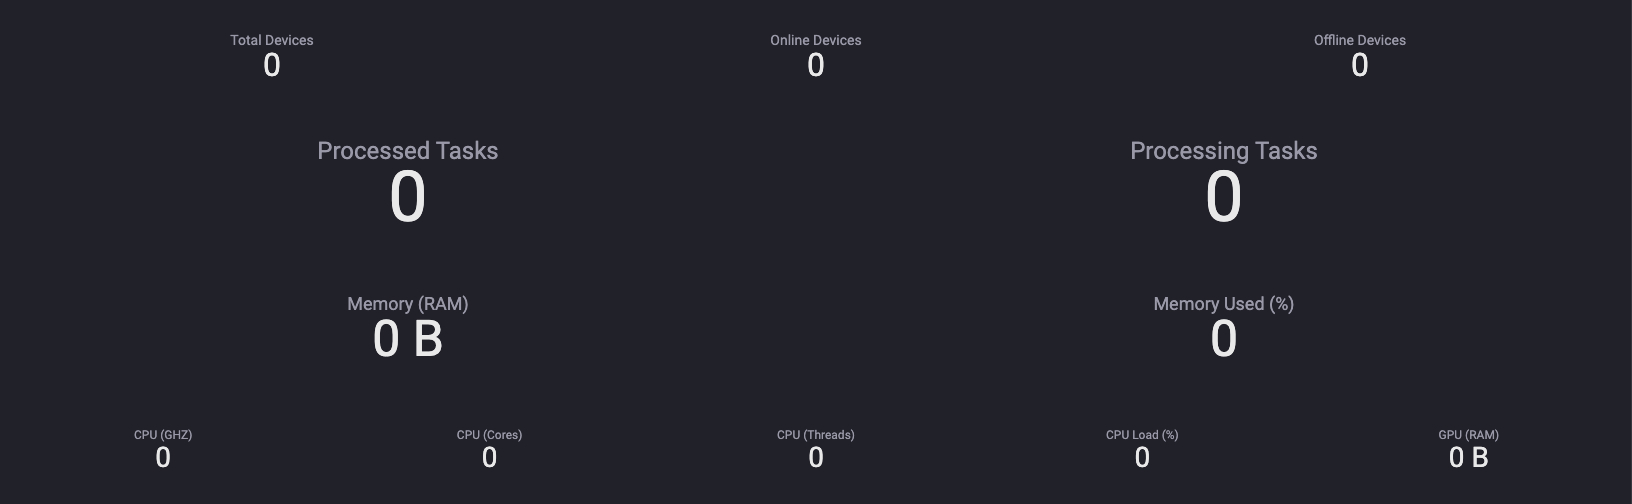 Total Devices
0
Online Devices
0
Offline Devices
0
Processed Tasks
0
Processing Tasks
0
Memory (RAM)
0 B
Memory Used (%)
0
CPU (GHZ)
0
CPU (Cores)
0
CPU (Threads)
0
CPU Load (%)
0
GPU (RAM)
0 B